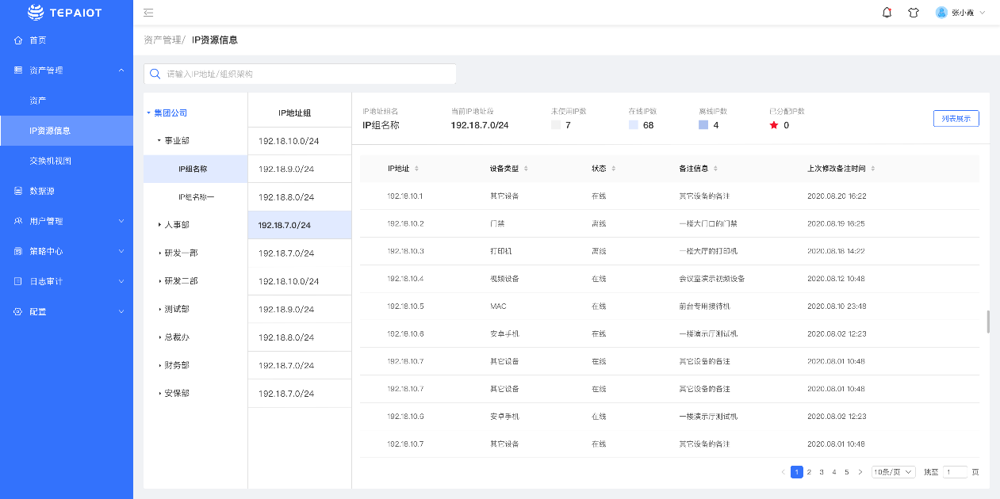 TEPAIOT
张小霞
首页
资产管理
资产
IP资源信息
交换机视图
数据源
用户管理
策略中心
日志审计
配置
资产管理/ IP资源信息
请输入IP地址/组织架构
集团公司
事业部
IP组名称
IP组名称一
人事部
研发一部
研发二部
测试部
总裁办
财务部
安保部
IP地址组
192.18.10.0/24
192.18.9.0/24
192.18.8.0/24
192.18.7.0/24
192.18.7.0/24
192.18.10.0/24
192.18.9.0/24
192.18.8.0/24
192.18.7.0/24
192.18.7.0/24
IP地址组名 当前IP地址段 未使用IP数 在线IP数 离线IP数 已分配IP数
IP组名称 192.18.7.0/24 7 68 4 0
列表展示
IP地址 设备类型 状态 备注信息 上次修改备注时间
192.18.10.1 其它设备 在线 其它设备的备注 2020.08.20 16:22
192.18.10.2 门禁 离线 一楼大门口的门禁 2020.08.19 16:25
192.18.10.3 打印机 离线 一楼大厅的打印机 2020.08.18 14:22
192.18.10.4 视频设备 在线 会议室演示视频设备 2020.08.12 10:48
192.18.10.5 MAC 在线 前台专用接待机 2020.08.10 23:48
192.18.10.6 安卓手机 在线 一楼演示厅测试机 2020.08.02 12:23
192.18.10.7 其它设备 在线 其它设备的备注 2020.08.01 10:48
192.18.10.7 其它设备 在线 其它设备的备注 2020.08.01 10:48
192.18.10.6 安卓手机 在线 一楼演示厅测试机 2020.08.02 12:23
192.18.10.7 其它设备 在线 其它设备的备注 2020.08.01 10:48
1 2 3 4 5 10条/页 跳至 1 页